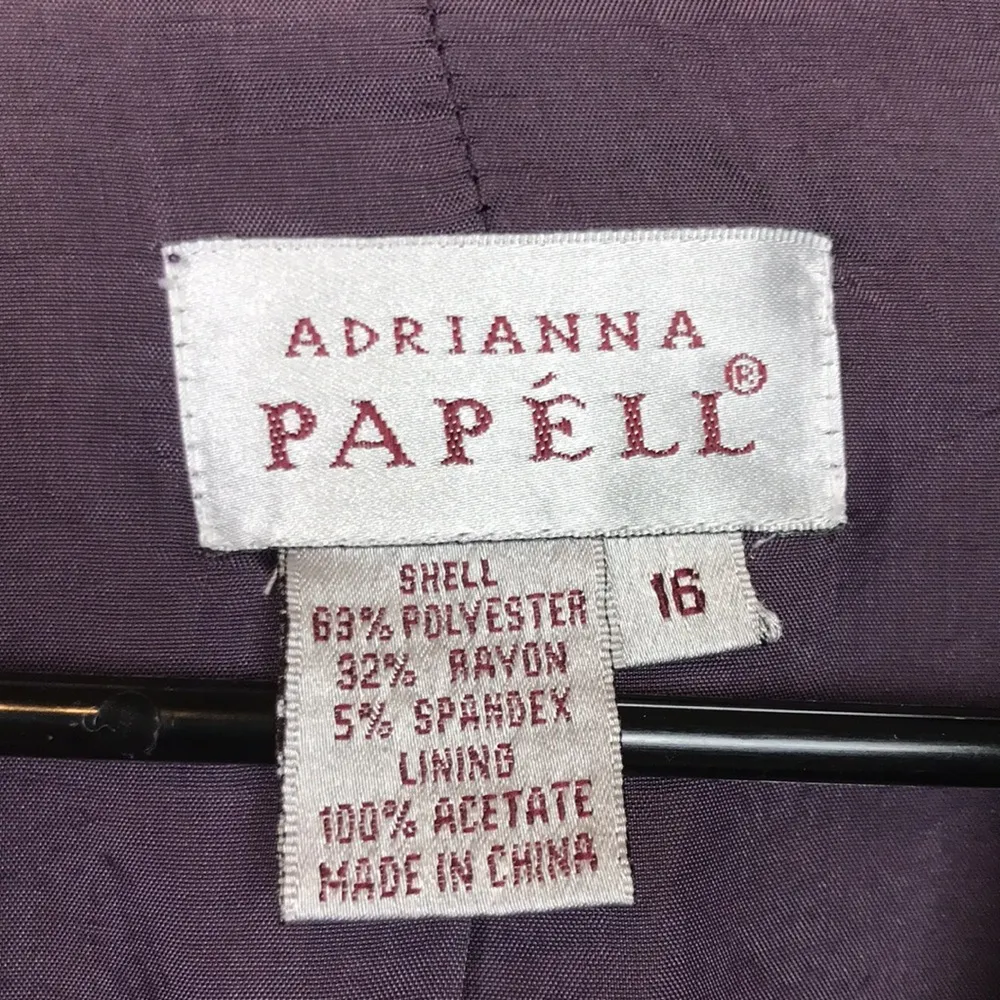 ADRIANNA
PAPÉLL®
16
SHELL
63% POLYESTER
32% RAYON
5% SPANDEX
LINING
100% ACETATE
MADE IN CHINA